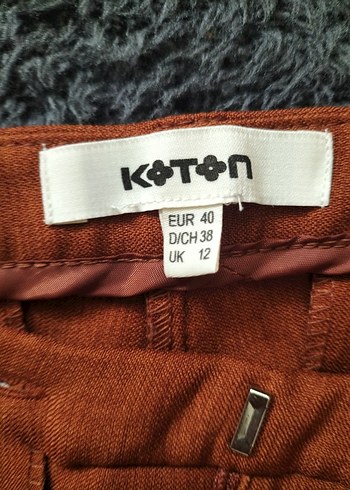 KOTON
EUR 40
D/CH 38
UK 12